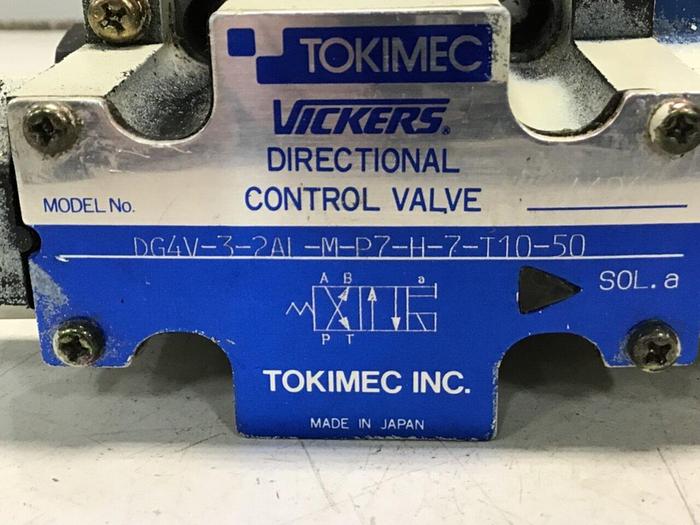 TOKIMEC
VICKERS®
DIRECTIONAL
CONTROL VALVE
MODEL No.
DG4V-3-2AL-M-P7-H-7-T10-50
A B a
P T
SOL.a
TOKIMEC INC.
MADE IN JAPAN